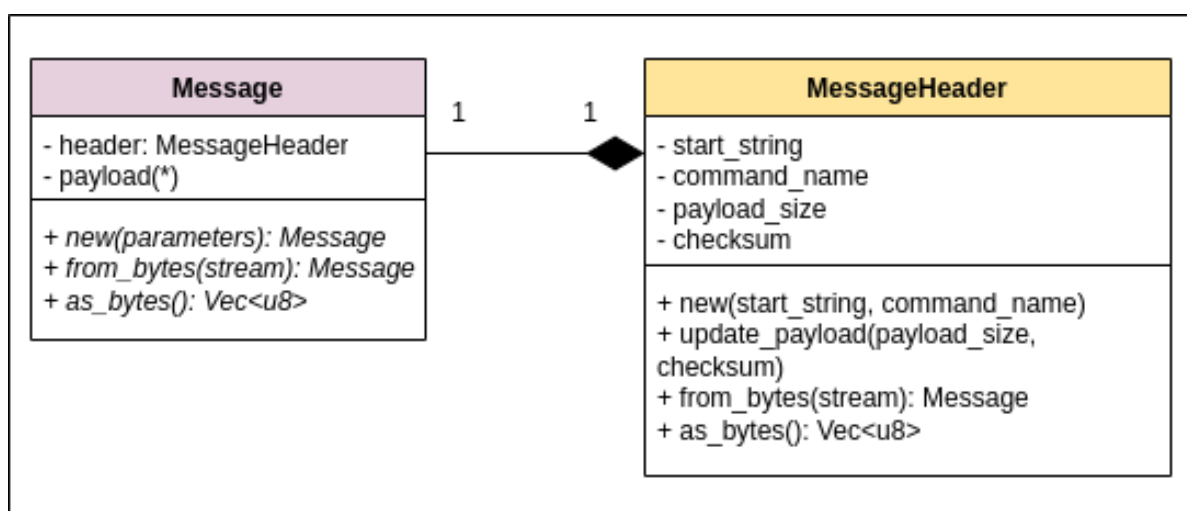 Message
- header: MessageHeader
- payload(*)
+ new(parameters): Message
+ from_bytes(stream): Message
+ as_bytes(): Vec<u8>
1
1
MessageHeader
- start_string
- command_name
- payload_size
- checksum
+ new(start_string, command_name)
+ update_payload(payload_size,
checksum)
+ from_bytes(stream): Message
+ as_bytes(): Vec<u8>